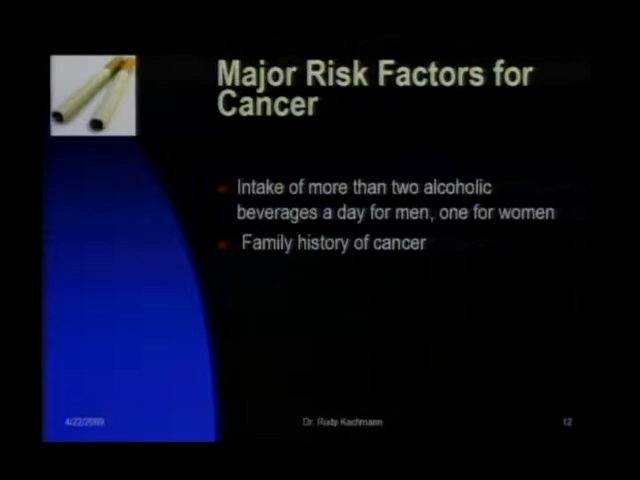 Major Risk Factors for
Cancer
Intake of more than two alcoholic
beverages a day for men, one for women
Family history of cancer
4/22/2009
Dr. Rudy Kachmann
12